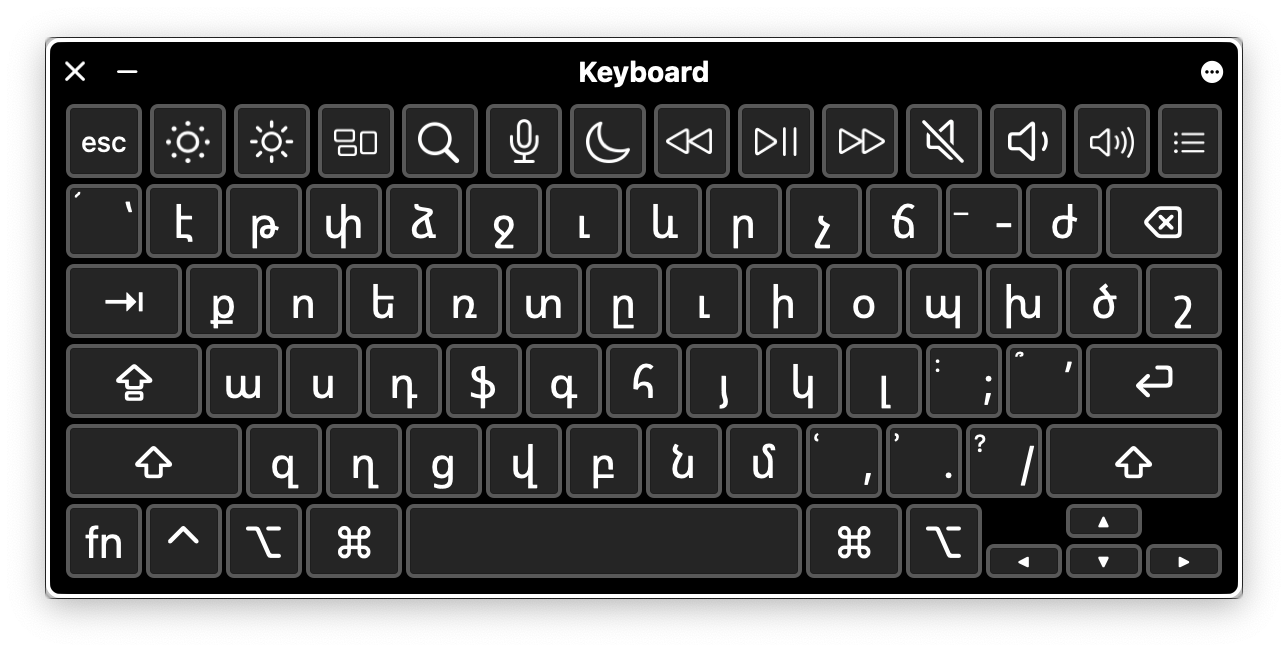 Keyboard
esc
՛ ՝ է թ փ ձ ջ ւ և ր չ ճ – - ժ
ք ո ե ռ տ ը ւ ի օ պ խ ծ շ
ա ս դ ֆ գ հ յ կ լ : ; ՞ ՛
զ ղ ց վ բ ն մ ‘ , ’ . ? /
fn ^ ⌥ ⌘ ⌘ ⌥